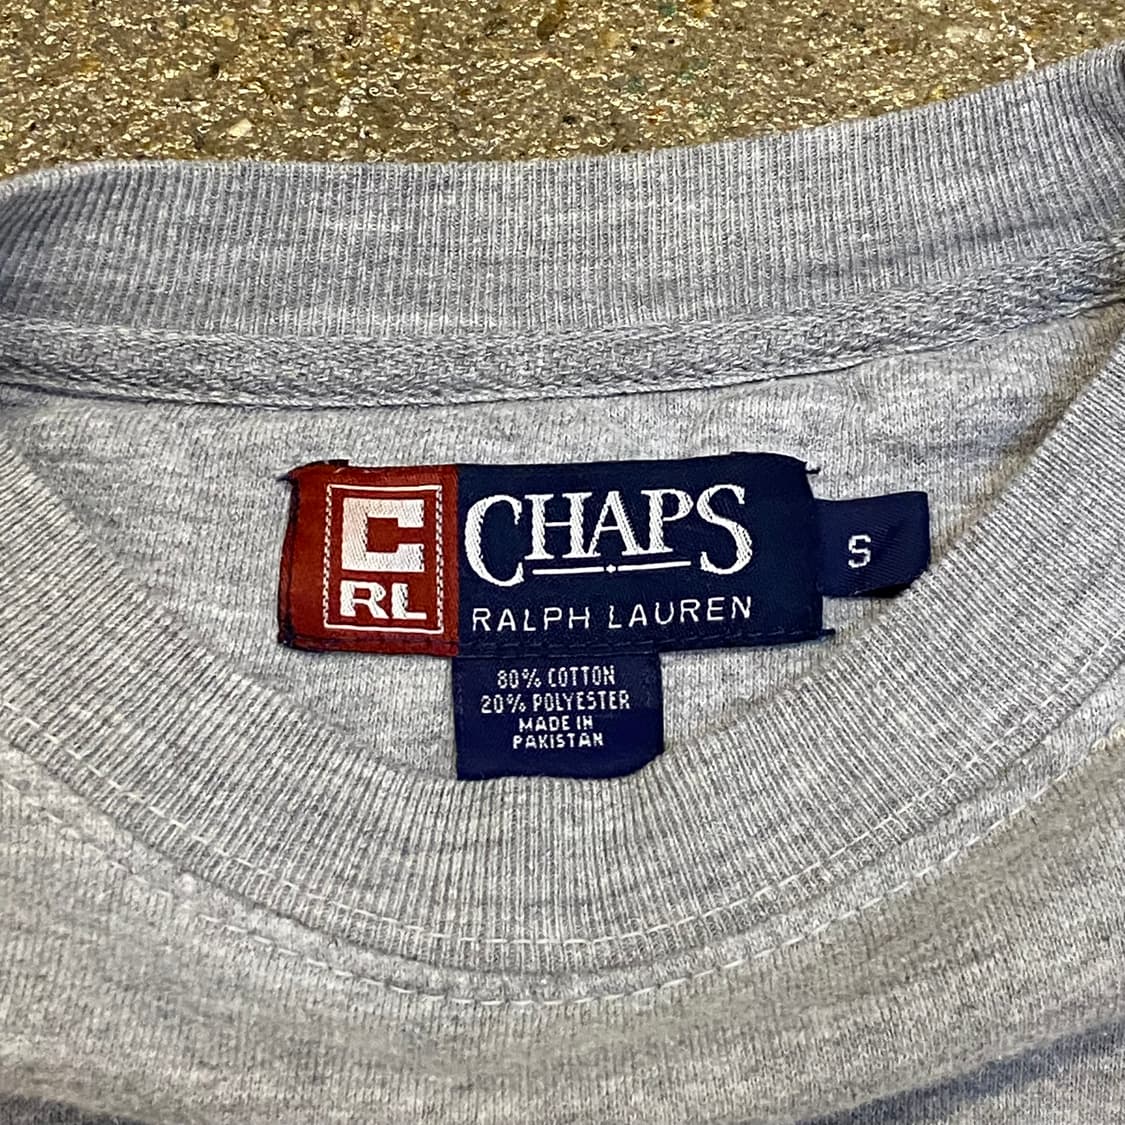 C
RL
CHAPS
RALPH LAUREN
S
80% COTTON
20% POLYESTER
MADE IN
PAKISTAN